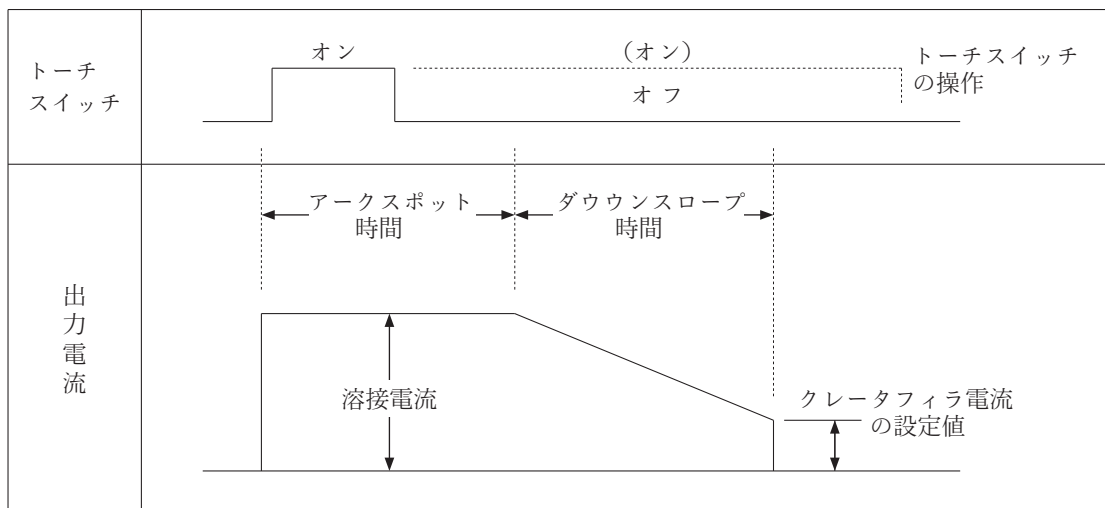 トーチ
スイッチ
オン
(オン)
オフ
トーチスイッチ
の操作
出力電流
アークスポット
時間
ダウウンスロープ
時間
溶接電流
クレータフィラ電流
の設定値